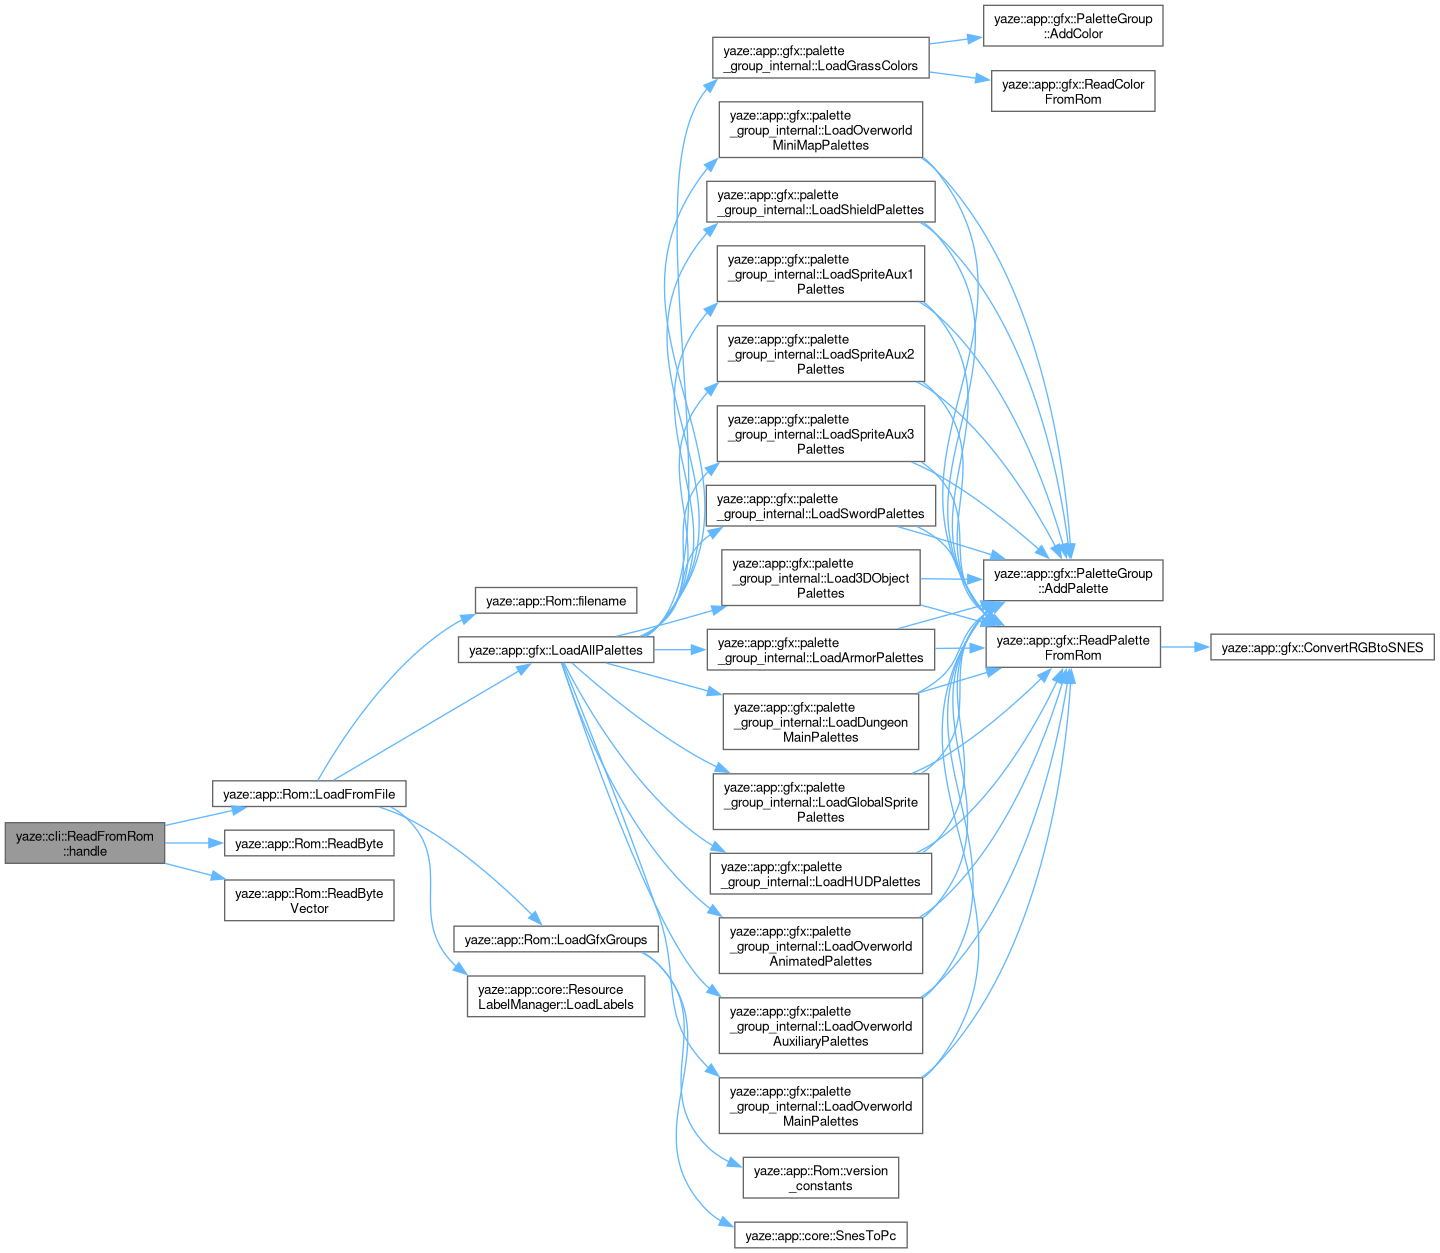 yaze::cli::ReadFromRom
::handle
yaze::app::Rom::LoadFromFile
yaze::app::Rom::ReadByte
yaze::app::Rom::ReadByte
Vector
yaze::app::Rom::filename
yaze::app::gfx::LoadAllPalettes
yaze::app::Rom::LoadGfxGroups
yaze::app::core::Resource
LabelManager::LoadLabels
yaze::app::gfx::palette
_group_internal::LoadGrassColors
yaze::app::gfx::palette
_group_internal::LoadOverworld
MiniMapPalettes
yaze::app::gfx::palette
_group_internal::LoadShieldPalettes
yaze::app::gfx::palette
_group_internal::LoadSpriteAux1
Palettes
yaze::app::gfx::palette
_group_internal::LoadSpriteAux2
Palettes
yaze::app::gfx::palette
_group_internal::LoadSpriteAux3
Palettes
yaze::app::gfx::palette
_group_internal::LoadSwordPalettes
yaze::app::gfx::palette
_group_internal::Load3DObject
Palettes
yaze::app::gfx::palette
_group_internal::LoadArmorPalettes
yaze::app::gfx::palette
_group_internal::LoadDungeon
MainPalettes
yaze::app::gfx::palette
_group_internal::LoadGlobalSprite
Palettes
yaze::app::gfx::palette
_group_internal::LoadHUDPalettes
yaze::app::gfx::palette
_group_internal::LoadOverworld
AnimatedPalettes
yaze::app::gfx::palette
_group_internal::LoadOverworld
AuxiliaryPalettes
yaze::app::gfx::palette
_group_internal::LoadOverworld
MainPalettes
yaze::app::Rom::version
_constants
yaze::app::core::SnesToPc
yaze::app::gfx::PaletteGroup
::AddColor
yaze::app::gfx::ReadColor
FromRom
yaze::app::gfx::PaletteGroup
::AddPalette
yaze::app::gfx::ReadPalette
FromRom
yaze::app::gfx::ConvertRGBtoSNES